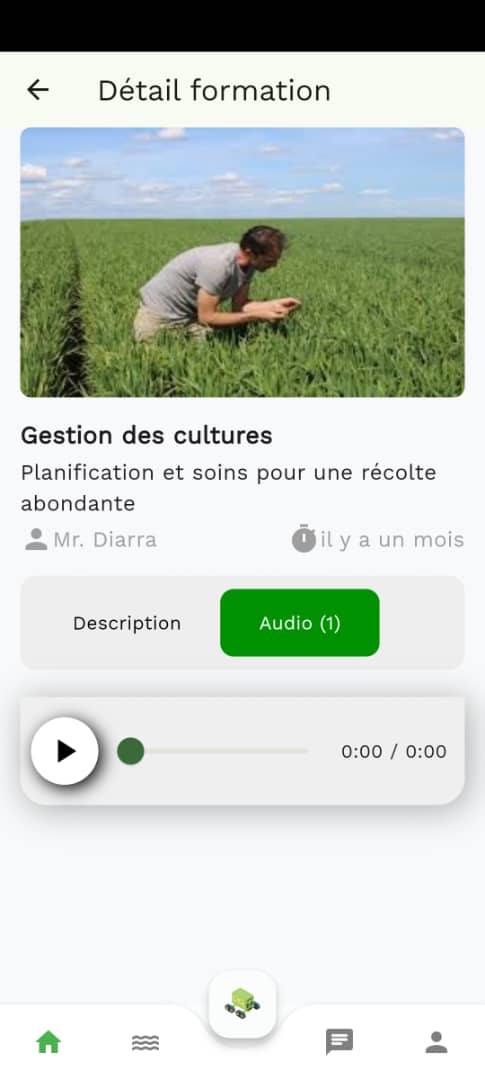 Détail formation
Gestion des cultures
Planification et soins pour une récolte
abondante
Mr. Diarra
il y a un mois
Description
Audio (1)
0:00 / 0:00